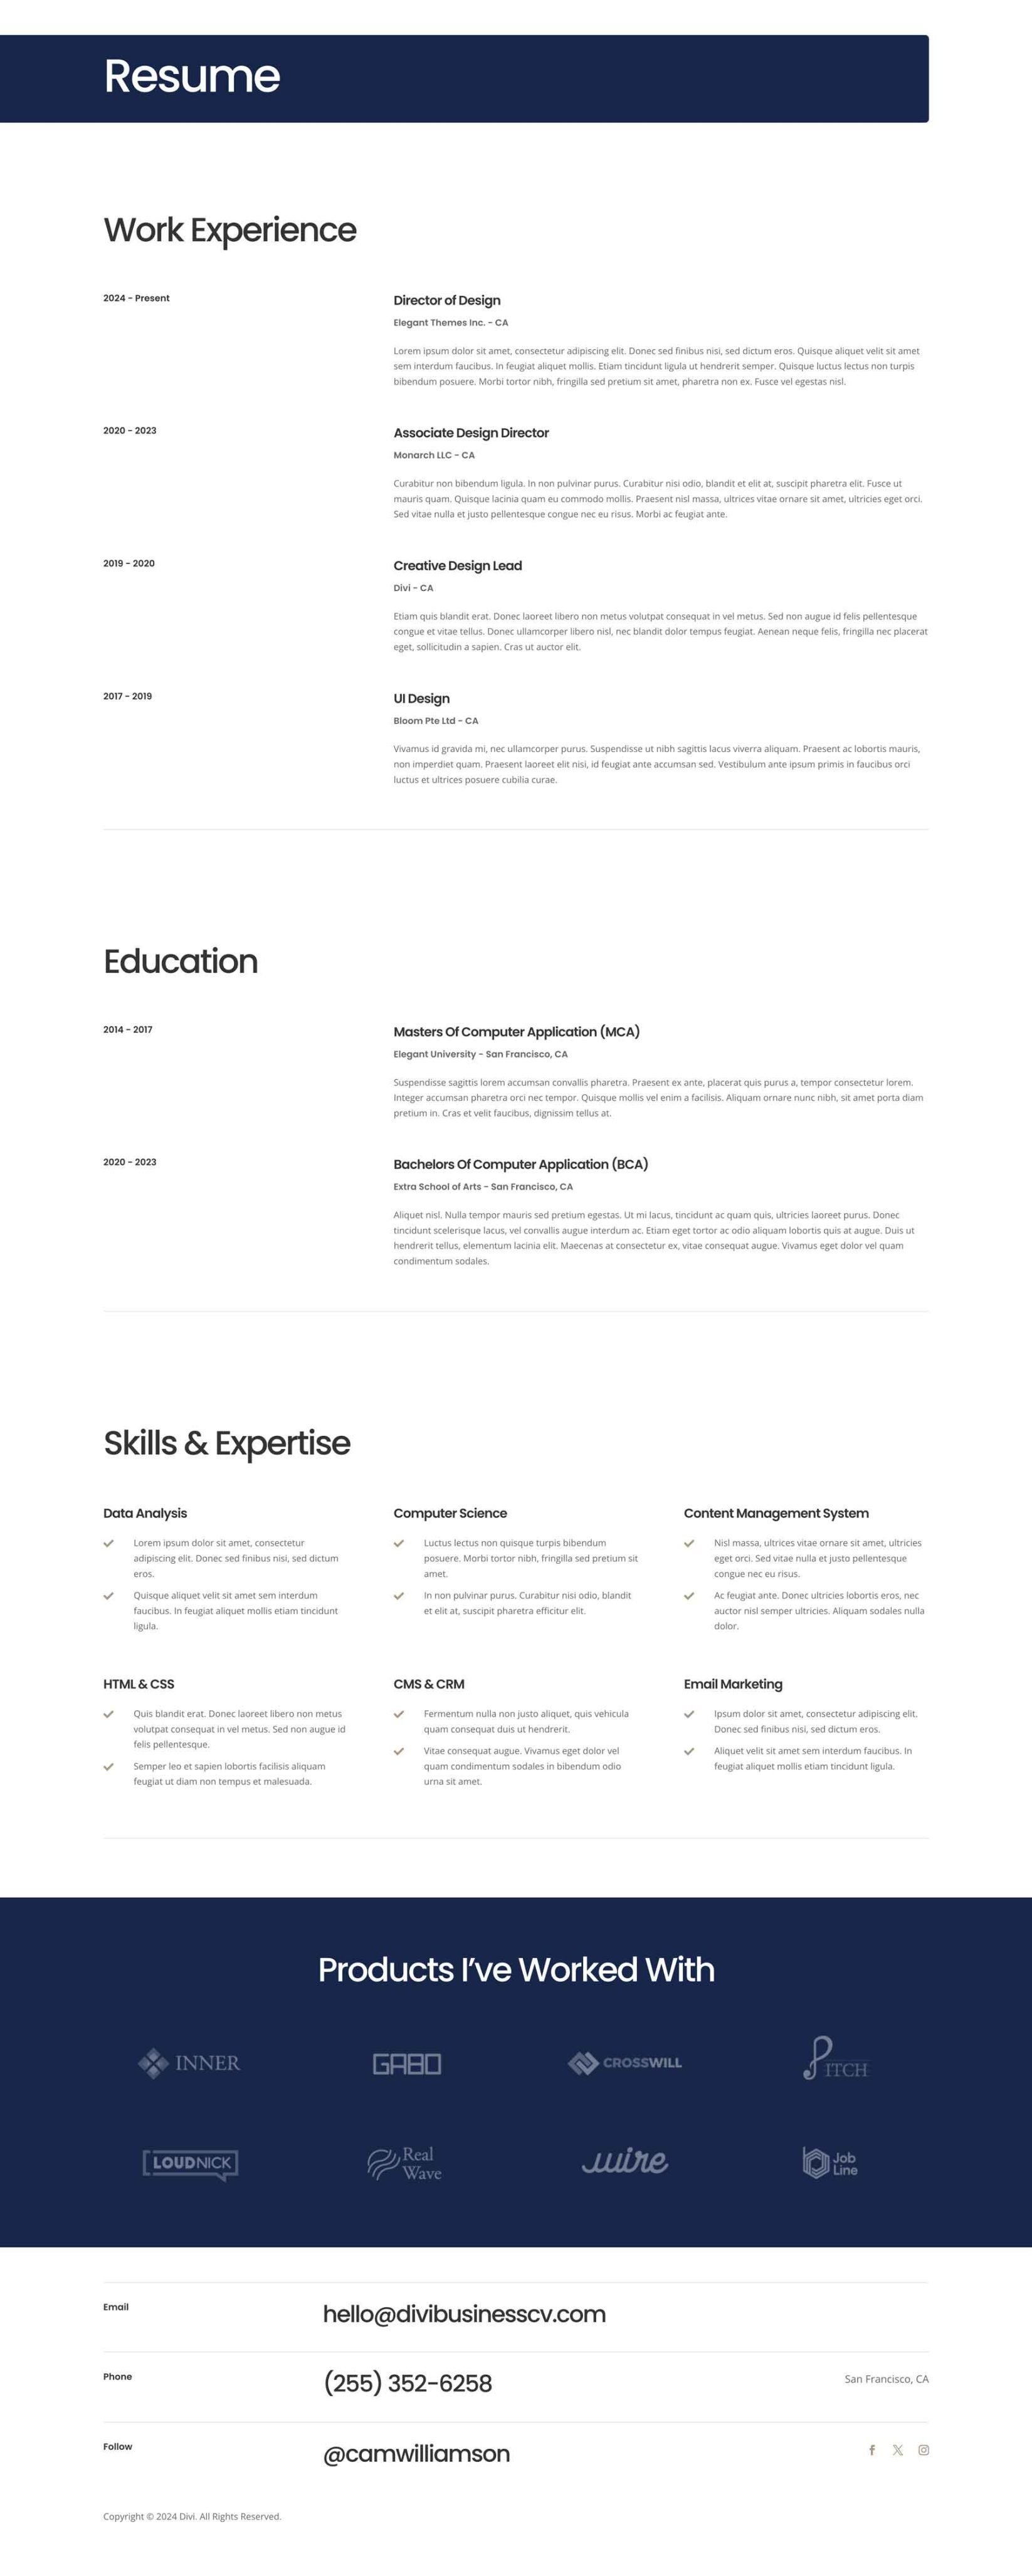 Resume
Work Experience
2024 - Present
Director of Design
Elegant Themes Inc. - CA
Lorem ipsum dolor sit amet, consectetur adipiscing elit. Donec sed finibus nisi, sed dictum eros. Quisque aliquet velit sit amet
sem interdum faucibus. In feugiat aliquet mollis. Etiam tincidunt ligula ut hendrerit semper. Quisque luctus lectus non turpis
bibendum posuere. Morbi tortor nibh, fringilla sed pretium sit amet, pharetra non ex. Fusce vel egestas nisl.
2020 - 2023
Associate Design Director
Monarch LLC - CA
Curabitur non bibendum ligula. In non pulvinar purus. Curabitur nisi odio, blandit et elit at, suscipit pharetra elit. Fusce ut
mauris quam. Quisque lacinia quam eu commodo mollis. Praesent nisl massa, ultrices vitae ornare sit amet, ultricies eget orci.
Sed vitae nulla et justo pellentesque congue nec eu risus. Morbi ac feugiat ante.
2019 - 2020
Creative Design Lead
Divi - CA
Etiam quis blandit erat. Donec laoreet libero non metus volutpat consequat in vel metus. Sed non augue id felis pellentesque
congue et vitae tellus. Donec ullamcorper libero nisl, nec blandit dolor tempus feugiat. Aenean neque felis, fringilla nec placerat
eget, sollicitudin a sapien. Cras ut auctor elit.
2017 - 2019
UI Design
Bloom Pte Ltd - CA
Vivamus id gravida mi, nec ullamcorper purus. Suspendisse ut nibh sagittis lacus viverra aliquam. Praesent ac lobortis mauris,
non imperdiet quam. Praesent laoreet elit nisi, id feugiat ante accumsan sed. Vestibulum ante ipsum primis in faucibus orci
luctus et ultrices posuere cubilia curae.
Education
2014 - 2017
Masters Of Computer Application (MCA)
Elegant University - San Francisco, CA
Suspendisse sagittis lorem accumsan convallis pharetra. Praesent ex ante, placerat quis purus a, tempor consectetur lorem.
Integer accumsan pharetra orci nec tempor. Quisque mollis vel enim a facilisis. Aliquam ornare nunc nibh, sit amet porta diam
pretium in. Cras et velit faucibus, dignissim tellus at.
2020 - 2023
Bachelors Of Computer Application (BCA)
Extra School of Arts - San Francisco, CA
Aliquet nisl. Nulla tempor mauris sed pretium egestas. Ut mi lacus, tincidunt ac quam quis, ultricies laoreet purus. Donec
tincidunt scelerisque lacus, vel convallis augue interdum ac. Etiam eget tortor ac odio aliquam lobortis quis at augue. Duis ut
hendrerit tellus, elementum lacinia elit. Maecenas at consectetur ex, vitae consequat augue. Vivamus eget dolor vel quam
condimentum sodales.
Skills & Expertise
Data Analysis
Lorem ipsum dolor sit amet, consectetur
adipiscing elit. Donec sed finibus nisi, sed dictum
eros.
Quisque aliquet velit sit amet sem interdum
faucibus. In feugiat aliquet mollis etiam tincidunt
ligula.
Computer Science
Luctus lectus non quisque turpis bibendum
posuere. Morbi tortor nibh, fringilla sed pretium sit
amet.
In non pulvinar purus. Curabitur nisi odio, blandit
et elit at, suscipit pharetra efficitur elit.
Content Management System
Nisl massa, ultrices vitae ornare sit amet, ultricies
eget orci. Sed vitae nulla et justo pellentesque
congue nec eu risus.
Ac feugiat ante. Donec ultricies lobortis eros, nec
auctor nisl semper ultricies. Aliquam sodales nulla
dolor.
HTML & CSS
Quis blandit erat. Donec laoreet libero non metus
volutpat consequat in vel metus. Sed non augue id
felis pellentesque.
Semper leo et sapien lobortis facilisis aliquam
feugiat ut diam non tempus et malesuada.
CMS & CRM
Fermentum nulla non justo aliquet, quis vehicula
quam consequat duis ut hendrerit.
Vitae consequat augue. Vivamus eget dolor vel
quam condimentum sodales in bibendum odio
urna sit amet.
Email Marketing
Ipsum dolor sit amet, consectetur adipiscing elit.
Donec sed finibus nisi, sed dictum eros.
Aliquet velit sit amet sem interdum faucibus. In
feugiat aliquet mollis etiam tincidunt ligula.
Products I’ve Worked With
INNER
GABO
CROSSWILL
PITCH
LOUDNICK
Real
Wave
wire
Job
Line
Email
hello@divibusinesscv.com
Phone
(255) 352-6258
San Francisco, CA
Follow
@camwilliamson
Copyright © 2024 Divi. All Rights Reserved.